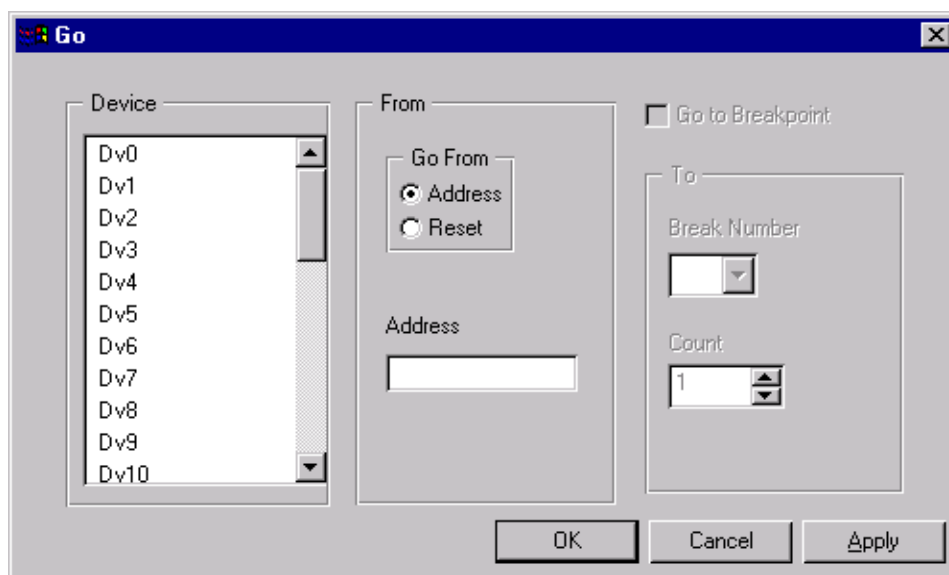 Go
Device
Dv0
Dv1
Dv2
Dv3
Dv4
Dv5
Dv6
Dv7
Dv8
Dv9
Dv10
From
Go From
Address
Reset
Address
Go to Breakpoint
To
Break Number
Count
1
OK
Cancel
Apply